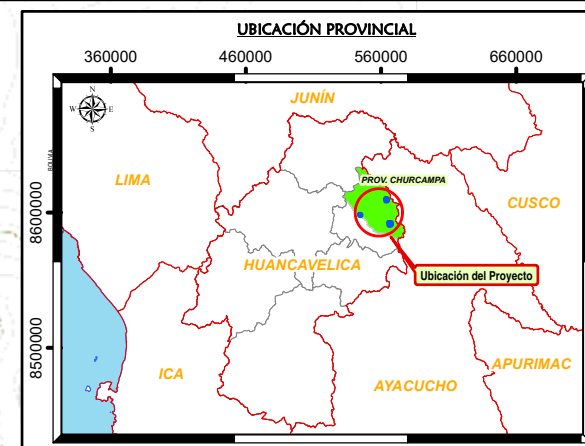 UBICACIÓN PROVINCIAL
360000 460000 560000 660000
N
W E
S
JUNÍN
BOLIVIA
LIMA
PROV. CHURCAMPA
CUSCO
8600000
HUANCAVELICA
Ubicación del Proyecto
8500000
ICA
APURIMAC
AYACUCHO